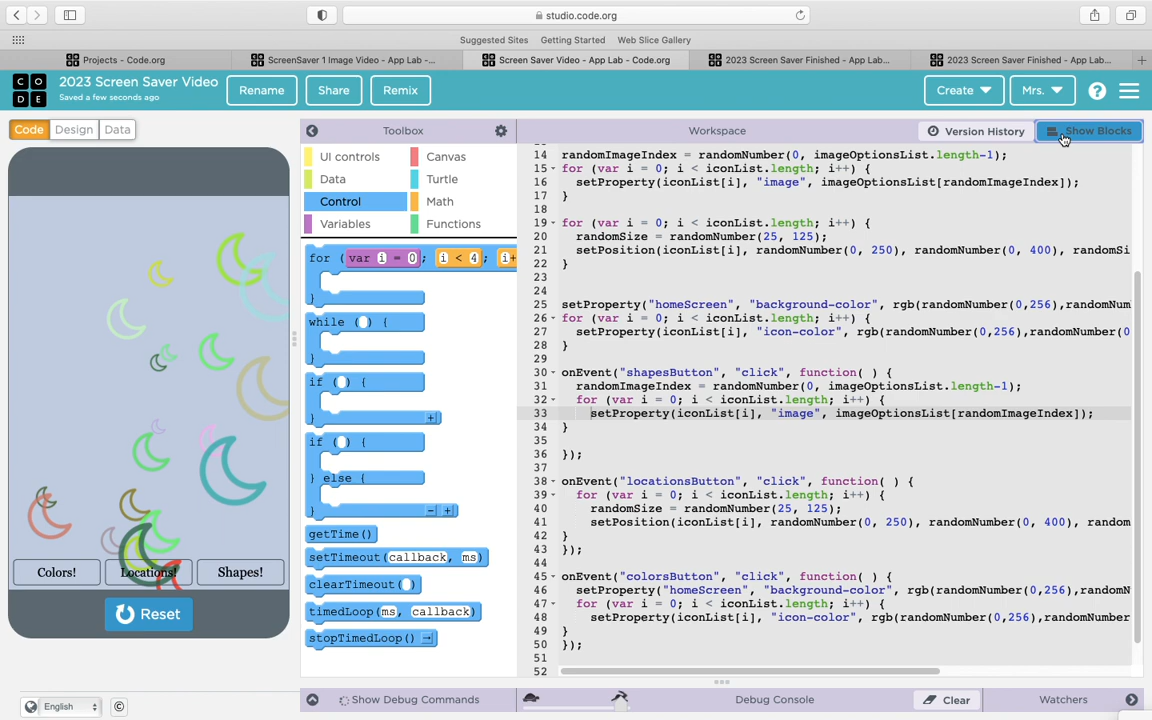 studio.code.org
Suggested Sites Getting Started Web Slice Gallery
Projects - Code.org
ScreenSaver 1 Image Video - App Lab -...
Screen Saver Video - App Lab - Code.org
2023 Screen Saver Finished - App Lab...
2023 Screen Saver Finished - App Lab...
C O
D E
2023 Screen Saver Video
Saved a few seconds ago
Rename
Share
Remix
Create
Mrs.
?
Code Design Data
Toolbox
Workspace
Version History
Show Blocks
UI controls Canvas
Data Turtle
Control Math
Variables Functions
for ( var i = 0; i < 4; i+
}
while ( ) {
}
if ( ) {
} +
if ( ) {
} else {
} - +
getTime()
setTimeout(callback, ms)
clearTimeout( )
timedLoop(ms, callback)
stopTimedLoop() →
14 randomImageIndex = randomNumber(0, imageOptionsList.length-1);
15 for (var i = 0; i < iconList.length; i++) {
16 setProperty(iconList[i], "image", imageOptionsList[randomImageIndex]);
17 }
18
19 for (var i = 0; i < iconList.length; i++) {
20 randomSize = randomNumber(25, 125);
21 setPosition(iconList[i], randomNumber(0, 250), randomNumber(0, 400), randomSi
22 }
23
24
25 setProperty("homeScreen", "background-color", rgb(randomNumber(0,256),randomNum
26 for (var i = 0; i < iconList.length; i++) {
27 setProperty(iconList[i], "icon-color", rgb(randomNumber(0,256),randomNumber(0
28 }
29
30 onEvent("shapesButton", "click", function( ) {
31 randomImageIndex = randomNumber(0, imageOptionsList.length-1);
32 for (var i = 0; i < iconList.length; i++) {
33 setProperty(iconList[i], "image", imageOptionsList[randomImageIndex]);
34 }
35
36 });
37
38 onEvent("locationsButton", "click", function( ) {
39 for (var i = 0; i < iconList.length; i++) {
40 randomSize = randomNumber(25, 125);
41 setPosition(iconList[i], randomNumber(0, 250), randomNumber(0, 400), random
42 }
43 });
44
45 onEvent("colorsButton", "click", function( ) {
46 setProperty("homeScreen", "background-color", rgb(randomNumber(0,256),randomN
47 for (var i = 0; i < iconList.length; i++) {
48 setProperty(iconList[i], "icon-color", rgb(randomNumber(0,256),randomNumber
49 }
50 });
51
52
Colors! Locations! Shapes!
Reset
English
©
Show Debug Commands
Debug Console
Clear
Watchers